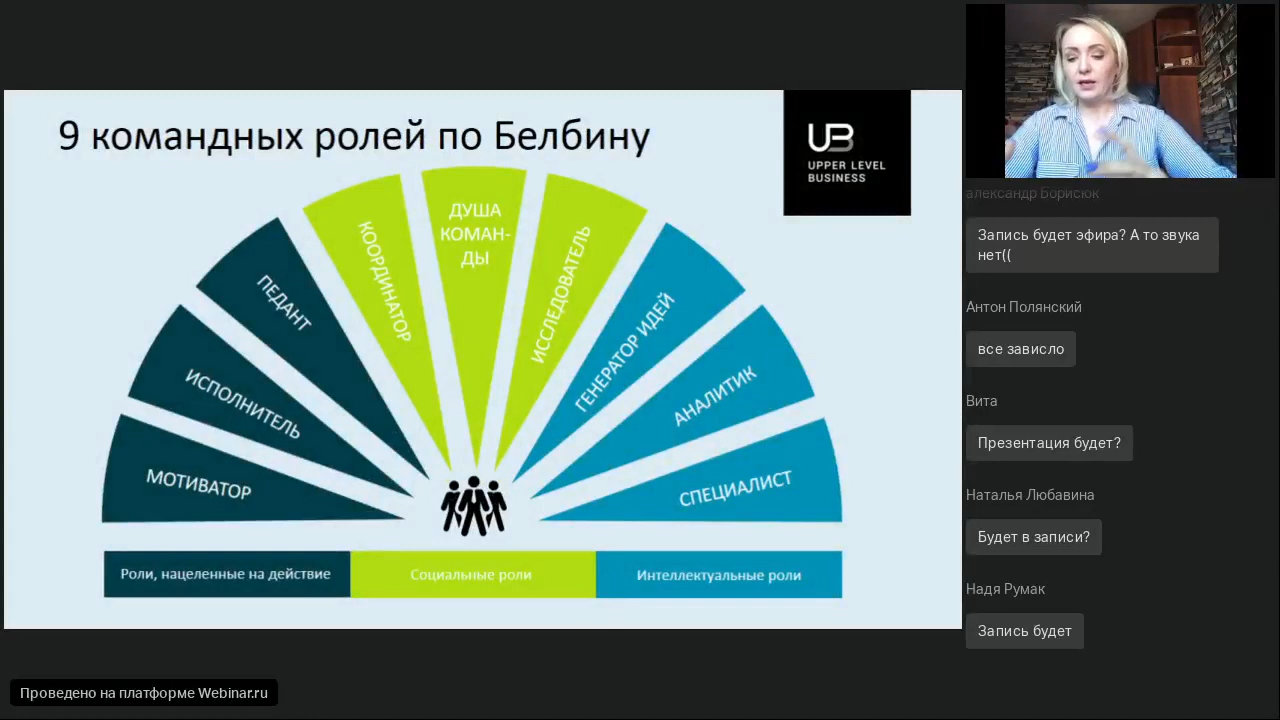 9 командных ролей по Белбину
UB
UPPER LEVEL
BUSINESS
МОТИВАТОР
ИСПОЛНИТЕЛЬ
ПЕДАНТ
КООРДИНАТОР
ДУША
КОМАН-
ДЫ
ИССЛЕДОВАТЕЛЬ
ГЕНЕРАТОР ИДЕЙ
АНАЛИТИК
СПЕЦИАЛИСТ
Роли, нацеленные на действие
Социальные роли
Интеллектуальные роли
александр Борисюк
Запись будет эфира? А то звука
нет((
Антон Полянский
все зависло
Вита
Презентация будет?
Наталья Любавина
Будет в записи?
Надя Румак
Запись будет
Проведено на платформе Webinar.ru